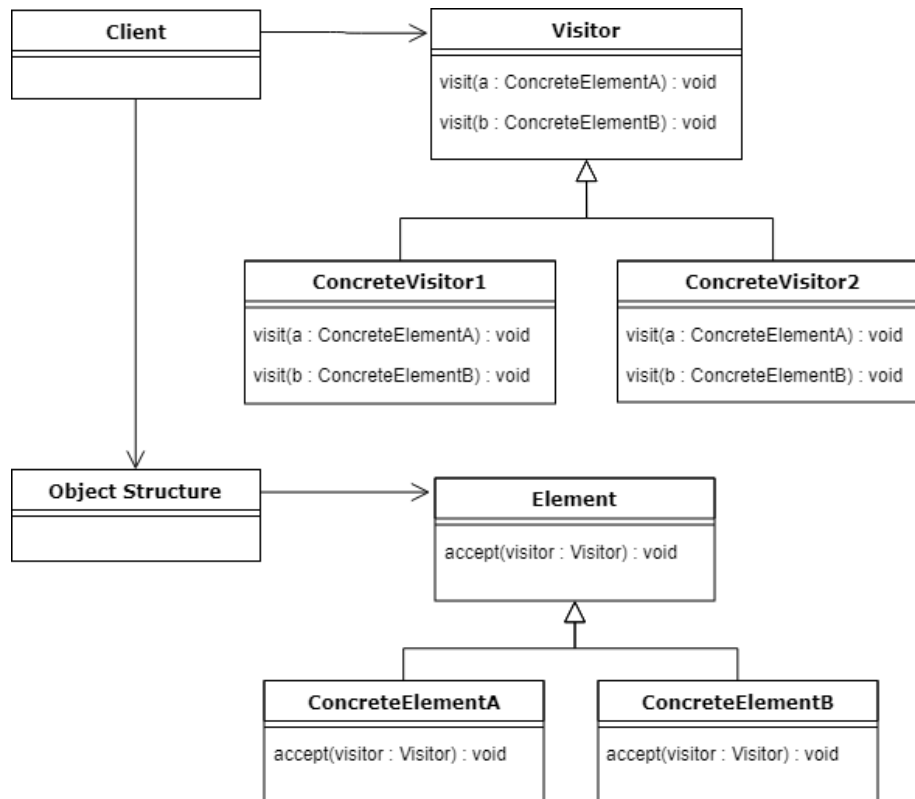 Client
Visitor
visit(a : ConcreteElementA) : void
visit(b : ConcreteElementB) : void
ConcreteVisitor1
visit(a : ConcreteElementA) : void
visit(b : ConcreteElementB) : void
ConcreteVisitor2
visit(a : ConcreteElementA) : void
visit(b : ConcreteElementB) : void
Object Structure
Element
accept(visitor : Visitor) : void
ConcreteElementA
accept(visitor : Visitor) : void
ConcreteElementB
accept(visitor : Visitor) : void